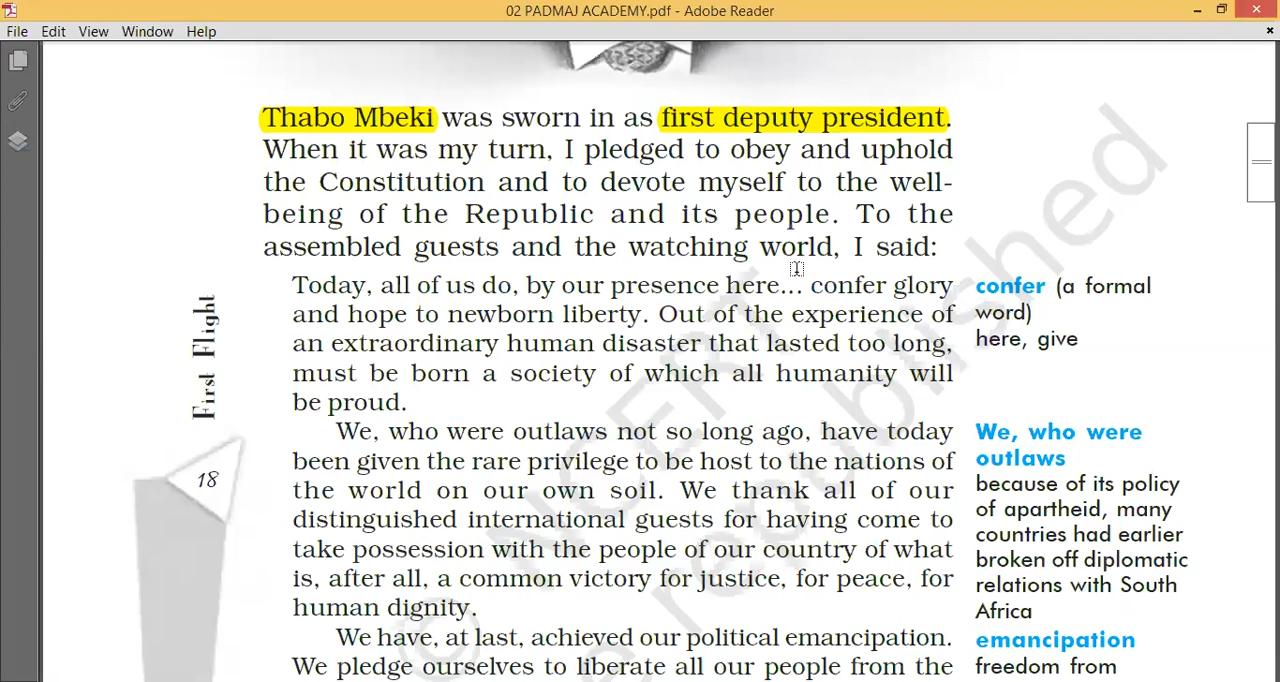 02 PADMAJ ACADEMY.pdf - Adobe Reader
File Edit View Window Help
Thabo Mbeki was sworn in as first deputy president.
When it was my turn, I pledged to obey and uphold
the Constitution and to devote myself to the well-
being of the Republic and its people. To the
assembled guests and the watching world, I said:
Today, all of us do, by our presence here... confer glory
and hope to newborn liberty. Out of the experience of
an extraordinary human disaster that lasted too long,
must be born a society of which all humanity will
be proud.
We, who were outlaws not so long ago, have today
been given the rare privilege to be host to the nations of
the world on our own soil. We thank all of our
distinguished international guests for having come to
take possession with the people of our country of what
is, after all, a common victory for justice, for peace, for
human dignity.
We have, at last, achieved our political emancipation.
We pledge ourselves to liberate all our people from the
confer (a formal
word)
here, give
We, who were
outlaws
because of its policy
of apartheid, many
countries had earlier
broken off diplomatic
relations with South
Africa
emancipation
freedom from
First Flight
18
© NCERT
be republished